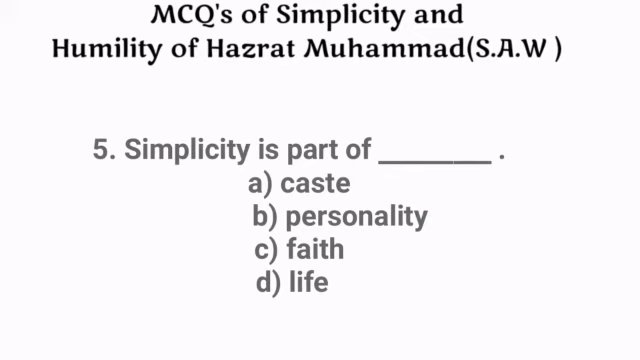 MCQ's of Simplicity and
Humility of Hazrat Muhammad(S.A.W )
5. Simplicity is part of ________ .
a) caste
b) personality
c) faith
d) life